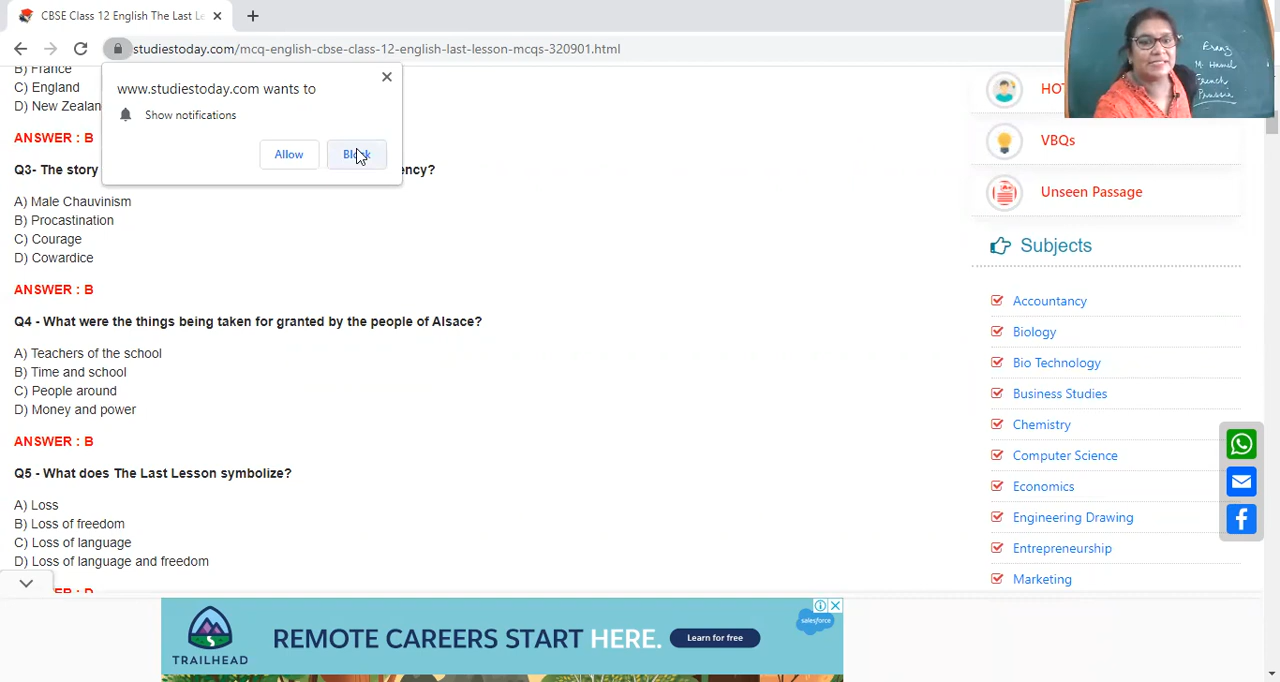 CBSE Class 12 English The Last Le
studiestoday.com/mcq-english-cbse-class-12-english-last-lesson-mcqs-320901.html
www.studiestoday.com wants to
Show notifications
Allow
Block
B) France
C) England
D) New Zealan
ANSWER : B
Q3- The story
ency?
A) Male Chauvinism
B) Procastination
C) Courage
D) Cowardice
ANSWER : B
Q4 - What were the things being taken for granted by the people of Alsace?
A) Teachers of the school
B) Time and school
C) People around
D) Money and power
ANSWER : B
Q5 - What does The Last Lesson symbolize?
A) Loss
B) Loss of freedom
C) Loss of language
D) Loss of language and freedom
HOT
VBQs
Unseen Passage
Subjects
Accountancy
Biology
Bio Technology
Business Studies
Chemistry
Computer Science
Economics
Engineering Drawing
Entrepreneurship
Marketing
M. Hamel
French
Prussia
TRAILHEAD
REMOTE CAREERS START HERE.
Learn for free
salesforce